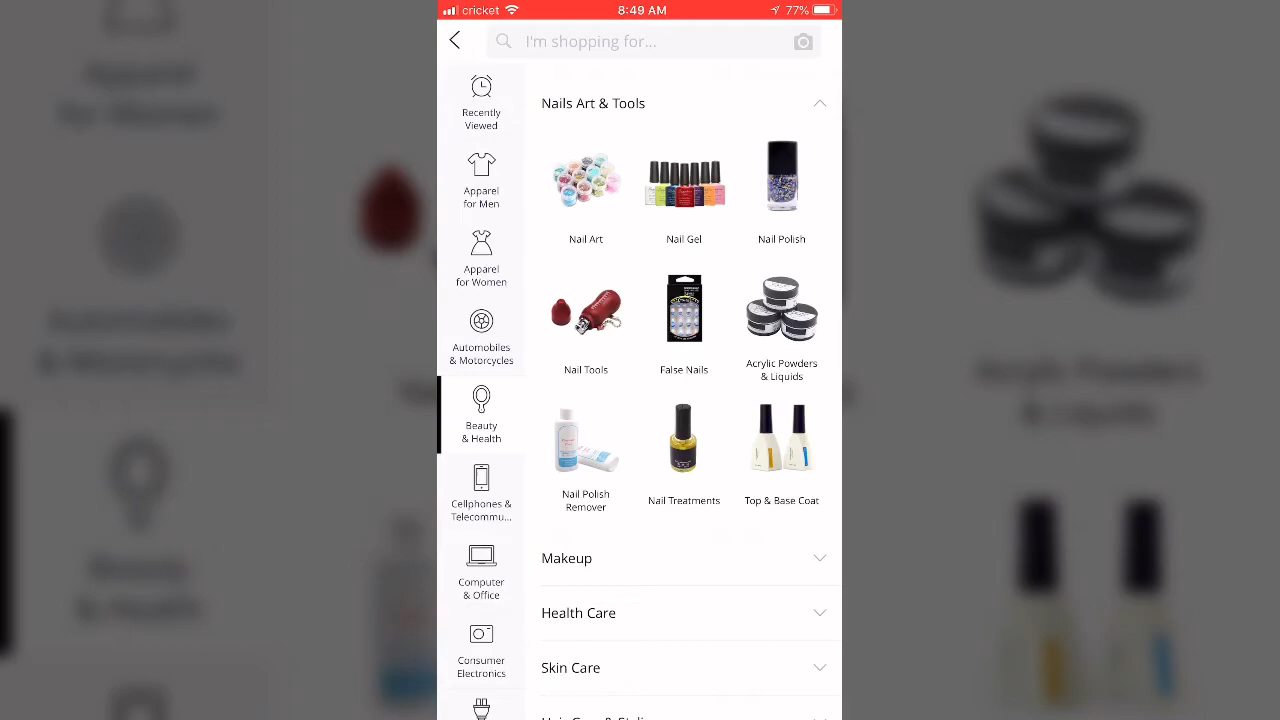 cricket
8:49 AM
77%
I'm shopping for...
Recently
Viewed
Apparel
for Men
Apparel
for Women
Automobiles
& Motorcycles
Beauty
& Health
Cellphones &
Telecommu...
Computer
& Office
Consumer
Electronics
Nails Art & Tools
Nail Art
Nail Gel
Nail Polish
Nail Tools
False Nails
Acrylic Powders
& Liquids
Nail Polish
Remover
Nail Treatments
Top & Base Coat
Makeup
Health Care
Skin Care